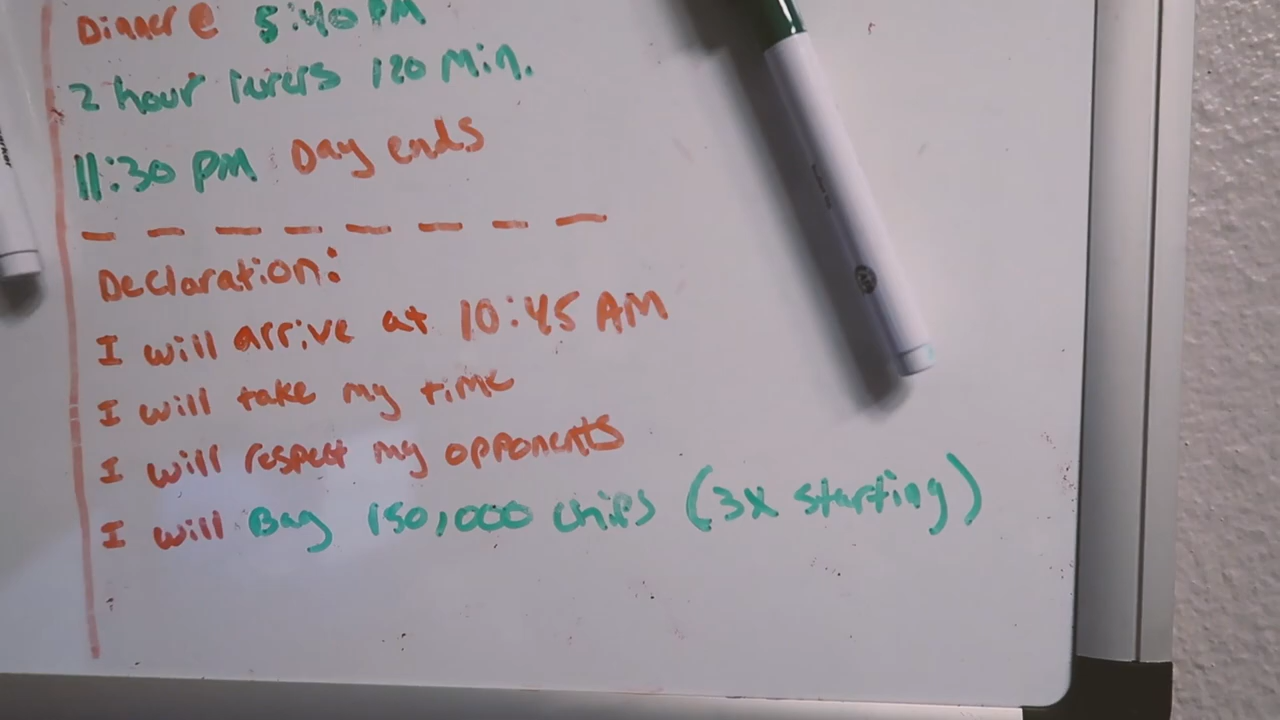 Dinner @ 5:40 PM
2 hour levels 120 Min.
11:30 PM Day ends
Declaration:
I will arrive at 10:45 AM
I will take my time
I will respect my opponents
I will Bag 150,000 chips (3X starting)